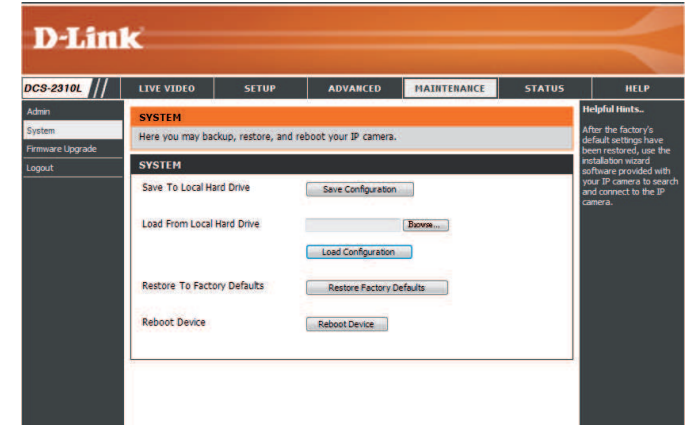 D-Link
DCS-2310L // LIVE VIDEO SETUP ADVANCED MAINTENANCE STATUS HELP
Admin
System
Firmware Upgrade
Logout
SYSTEM
Here you may backup, restore, and reboot your IP camera.
SYSTEM
Save To Local Hard Drive Save Configuration
Load From Local Hard Drive Browse...
Load Configuration
Restore To Factory Defaults Restore Factory Defaults
Reboot Device Reboot Device
Helpful Hints..
After the factory's
default settings have
been restored, use the
installation wizard
software provided with
your IP camera to search
and connect to the IP
camera.